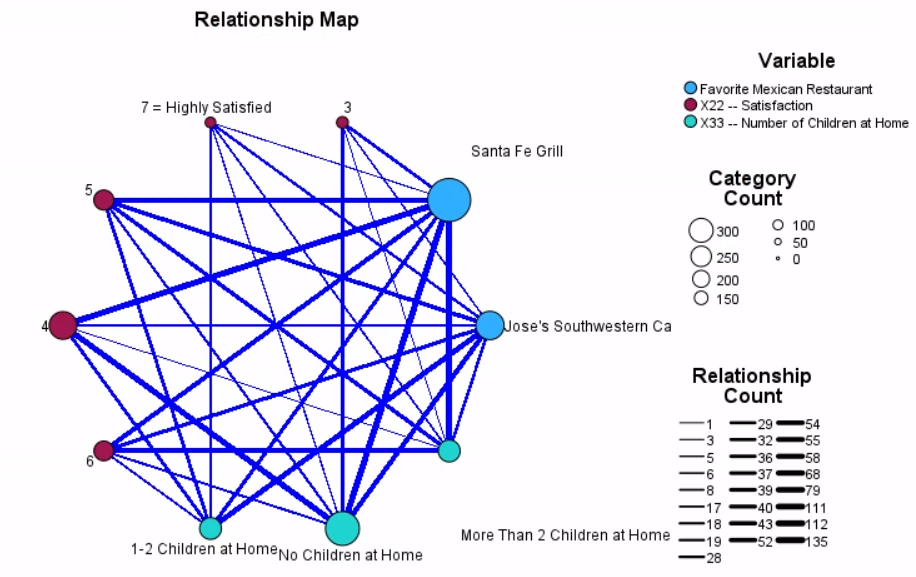 Relationship Map
Variable
Favorite Mexican Restaurant
X22 -- Satisfaction
X33 -- Number of Children at Home
7 = Highly Satisfied
3
Santa Fe Grill
5
Category
Count
300
250
200
150
100
50
0
4
Jose's Southwestern Ca
Relationship
Count
1
3
5
6
8
17
18
19
28
29
32
36
37
39
40
43
52
54
55
58
68
79
111
112
135
6
1-2 Children at Home
No Children at Home
More Than 2 Children at Home